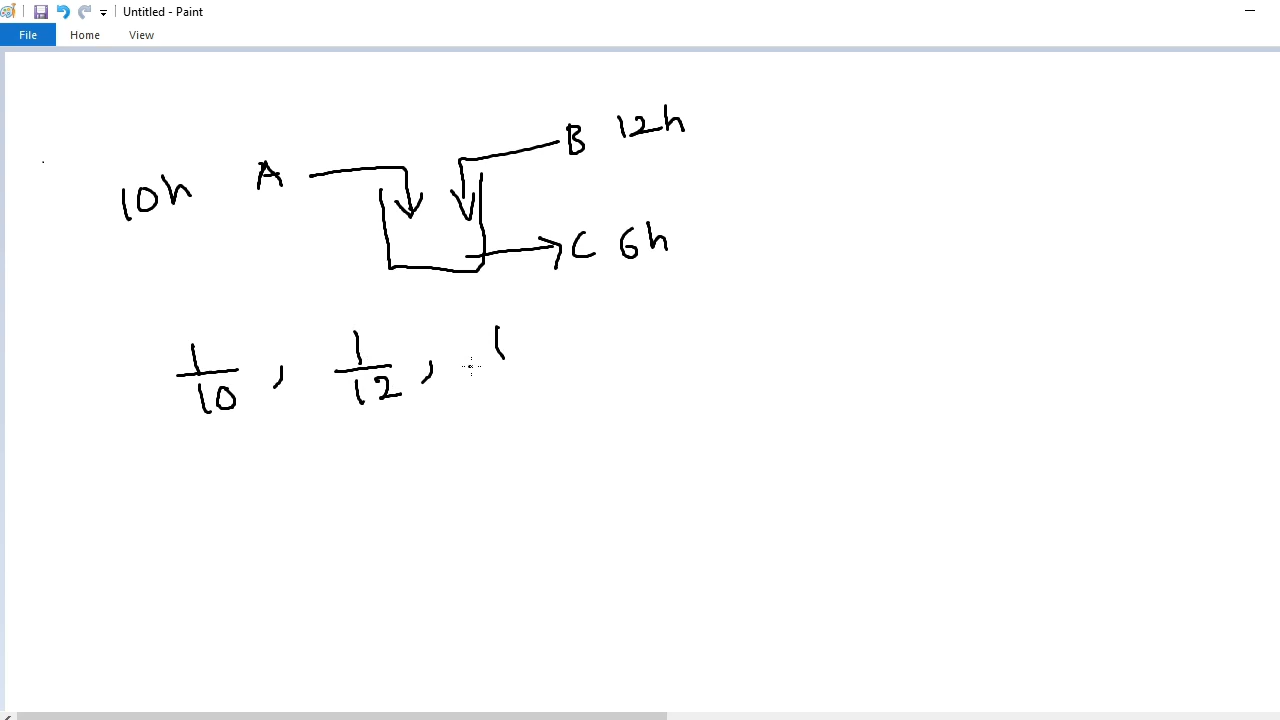 Untitled - Paint
File Home View
B 12h
10h A
C 6h
1/10, 1/12, 1